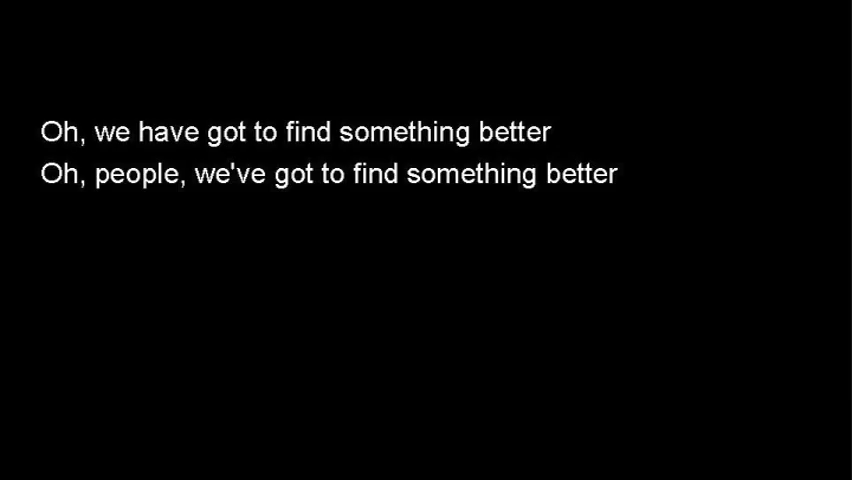 Oh, we have got to find something better
Oh, people, we've got to find something better